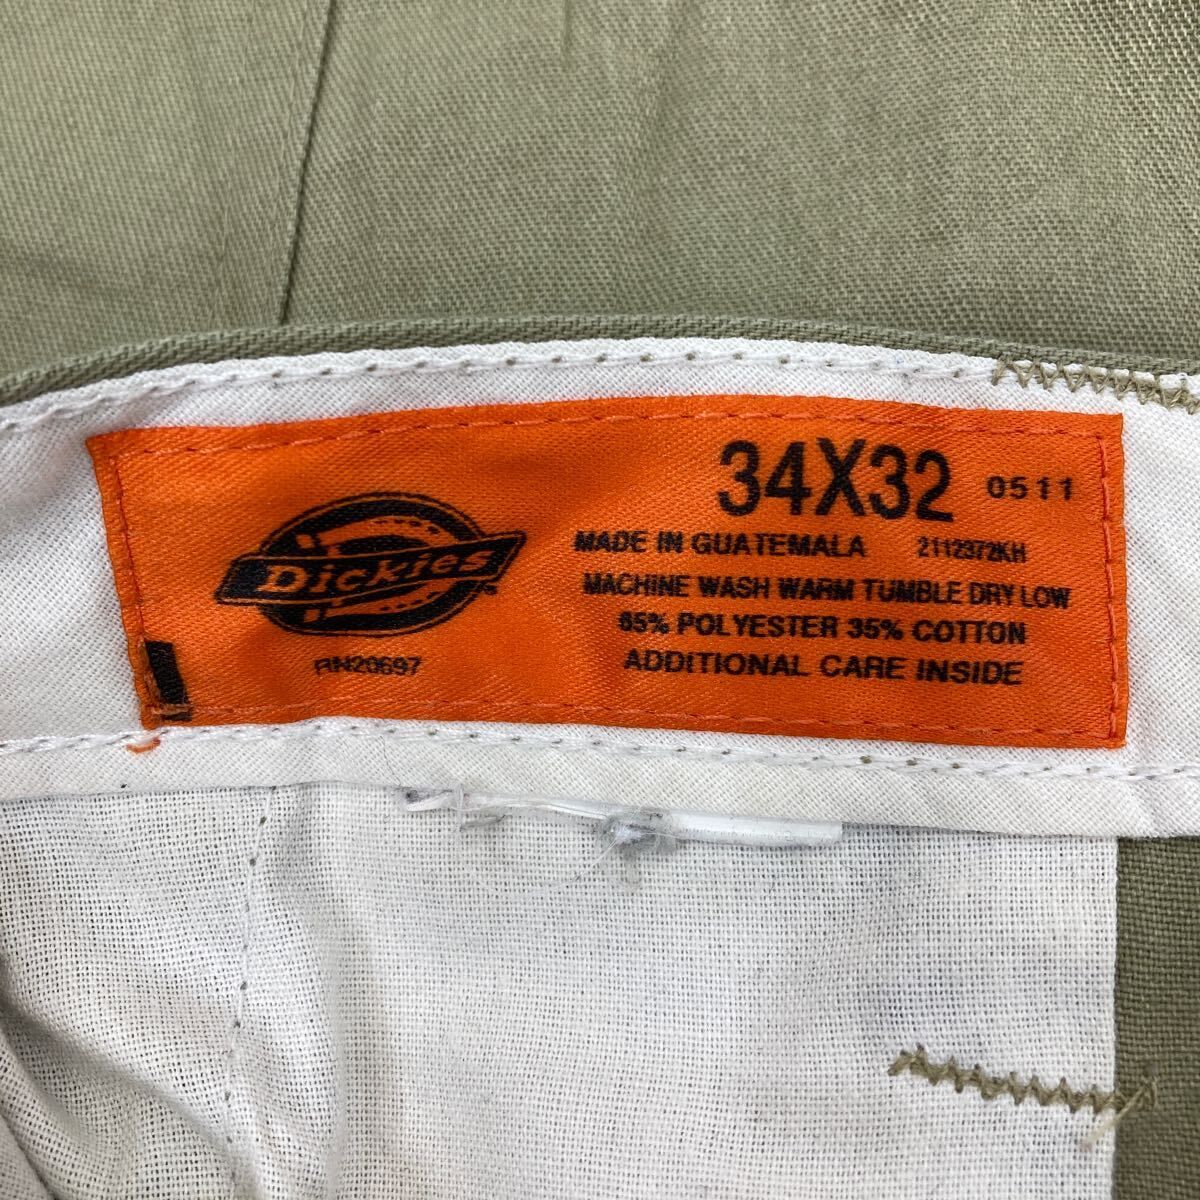 34X32 0511
MADE IN GUATEMALA 2112372KH
MACHINE WASH WARM TUMBLE DRY LOW
65% POLYESTER 35% COTTON
ADDITIONAL CARE INSIDE
Dickies
RN20697